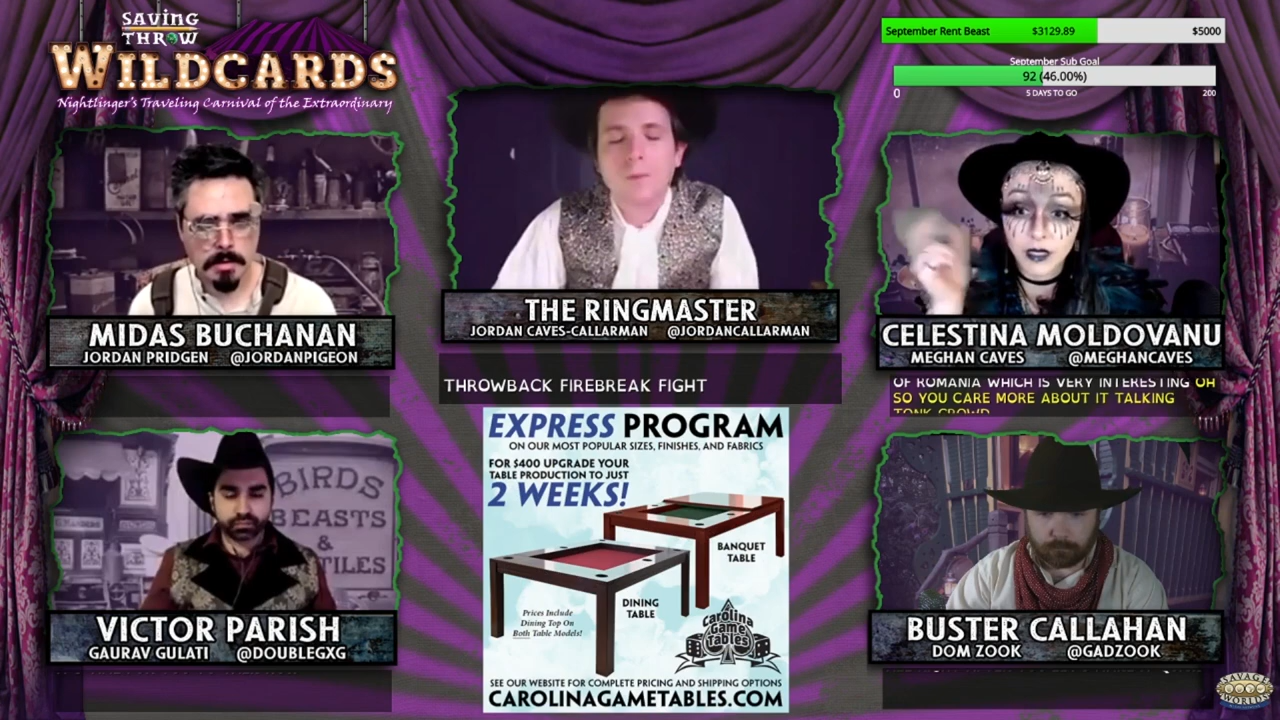 SAVING
THROW
WILDCARDS
Nightlinger's Traveling Carnival of the Extraordinary
September Rent Beast $3129.89 $5000
September Sub Goal
92 (46.00%)
0 5 DAYS TO GO 200
MIDAS BUCHANAN
JORDAN PRIDGEN @JORDANPIGEON
THE RINGMASTER
JORDAN CAVES-CALLARMAN @JORDANCALLARMAN
CELESTINA MOLDOVANU
MEGHAN CAVES @MEGHANCAVES
THROWBACK FIREBREAK FIGHT
OF ROMANIA WHICH IS VERY INTERESTING OH
SO YOU CARE MORE ABOUT IT TALKING
TONK CROWD
EXPRESS PROGRAM
ON OUR MOST POPULAR SIZES, FINISHES, AND FABRICS
FOR $400 UPGRADE YOUR
TABLE PRODUCTION TO JUST
2 WEEKS!
BANQUET
TABLE
DINING
TABLE
Prices Include
Dining Top On
Both Table Models!
Carolina
Game
Tables
SEE OUR WEBSITE FOR COMPLETE PRICING AND SHIPPING OPTIONS
CAROLINAGAMETABLES.COM
BIRDS
BEASTS
&
TILES
VICTOR PARISH
GAURAV GULATI @DOUBLEGXG
BUSTER CALLAHAN
DOM ZOOK @GADZOOK
SAVAGE
WORLDS